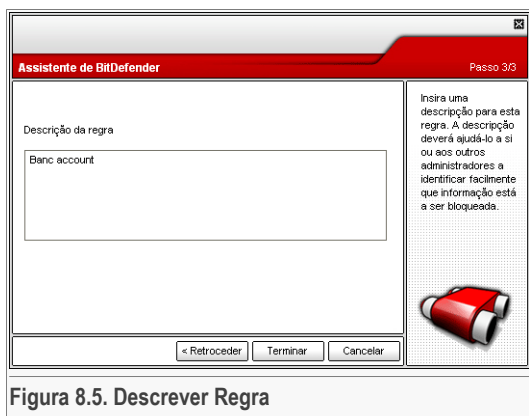 Assistente de BitDefender
Passo 3/3
Descrição da regra
Banc account
Insira uma
descripção para esta
regra. A descripção
deverá ajudá-lo a si
ou aos outros
administradores a
identificar facilmente
que informação está
a ser bloqueada.
< Retroceder
Terminar
Cancelar
Figura 8.5. Descrever Regra